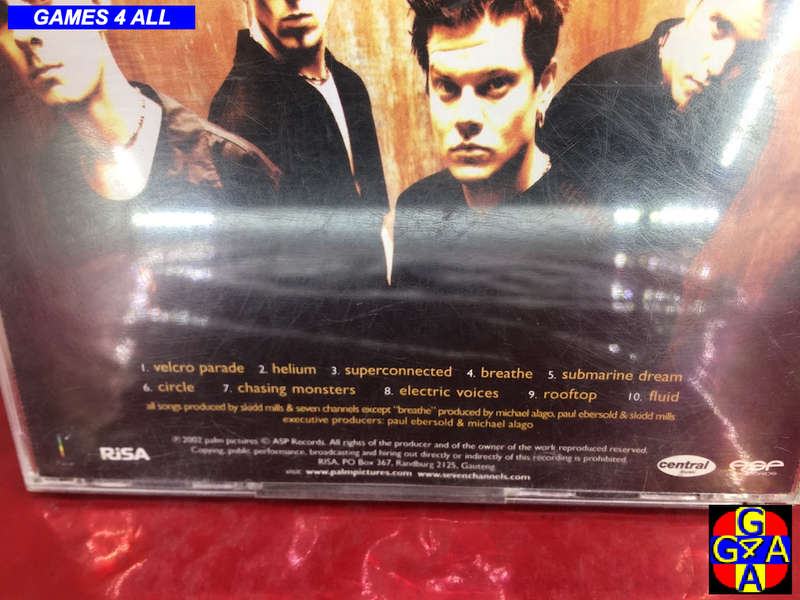 GAMES 4 ALL
1. velcro parade 2. helium 3. superconnected 4. breathe 5. submarine dream
6. circle 7. chasing monsters 8. electric voices 9. rooftop 10. fluid
all songs produced by skidd mills & seven channels except "breathe" produced by michael alago, paul ebersold & skidd mills
executive producers: paul ebersold & michael alago
℗ 2002 palm pictures © ASP Records. All rights of the producer and of the owner of the work reproduced reserved.
Copying, public performance, broadcasting and hiring out directly or indirectly of this recording is prohibited.
RiSA, PO Box 367, Randburg 2125, Gauteng.
visit: www.palmpictures.com www.sevenchannels.com
RiSA
central
G
G4A
A